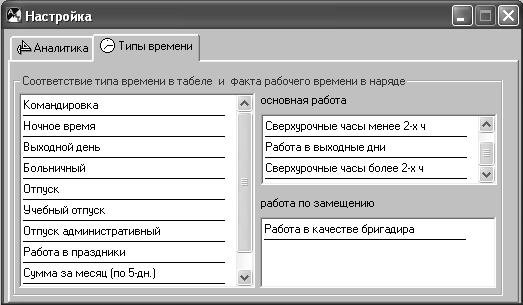 Настройка
Аналитика
Типы времени
Соответствие типа времени в табеле и факта рабочего времени в наряде
Командировка
Ночное время
Выходной день
Больничный
Отпуск
Учебный отпуск
Отпуск административный
Работа в праздники
Сумма за месяц (по 5-дн.)
основная работа
Сверхурочные часы менее 2-х ч
Работа в выходные дни
Сверхурочные часы более 2-х ч
работа по замещению
Работа в качестве бригадира